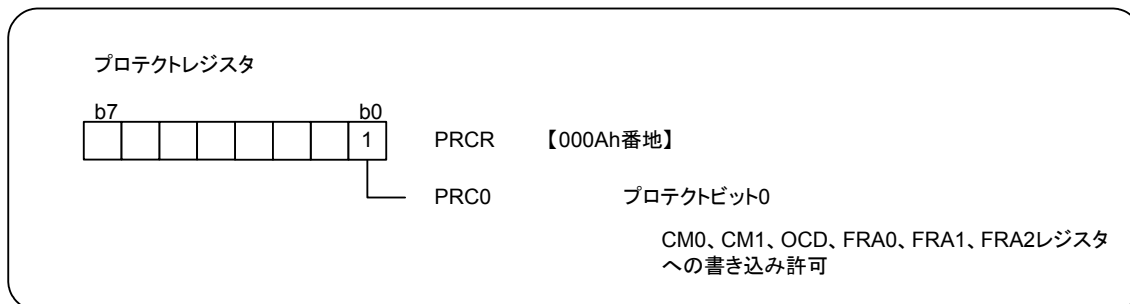 プロテクトレジスタ
b7 b0
1 PRCR 【000Ah番地】
PRC0 プロテクトビット0
CM0、CM1、OCD、FRA0、FRA1、FRA2レジスタ
への書き込み許可